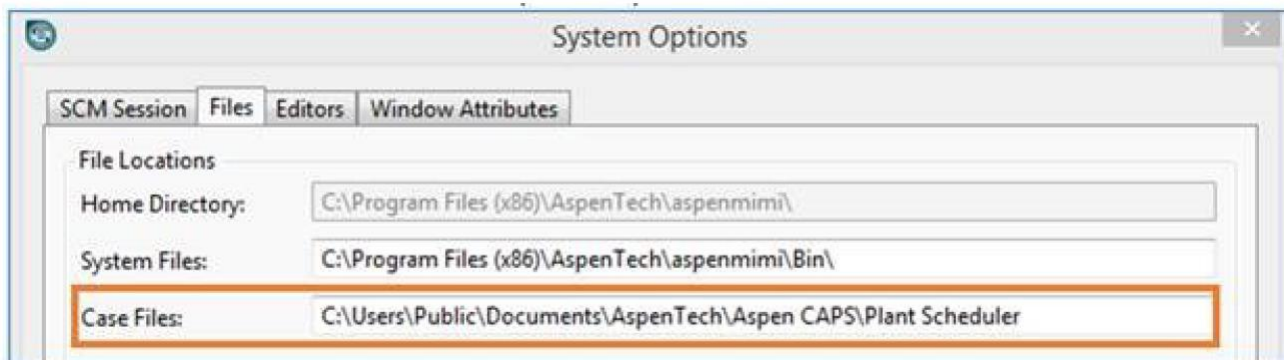 System Options
SCM Session Files Editors Window Attributes
File Locations
Home Directory: C:\Program Files (x86)\AspenTech\aspenmimi\
System Files: C:\Program Files (x86)\AspenTech\aspenmimi\Bin\
Case Files: C:\Users\Public\Documents\AspenTech\Aspen CAPS\Plant Scheduler